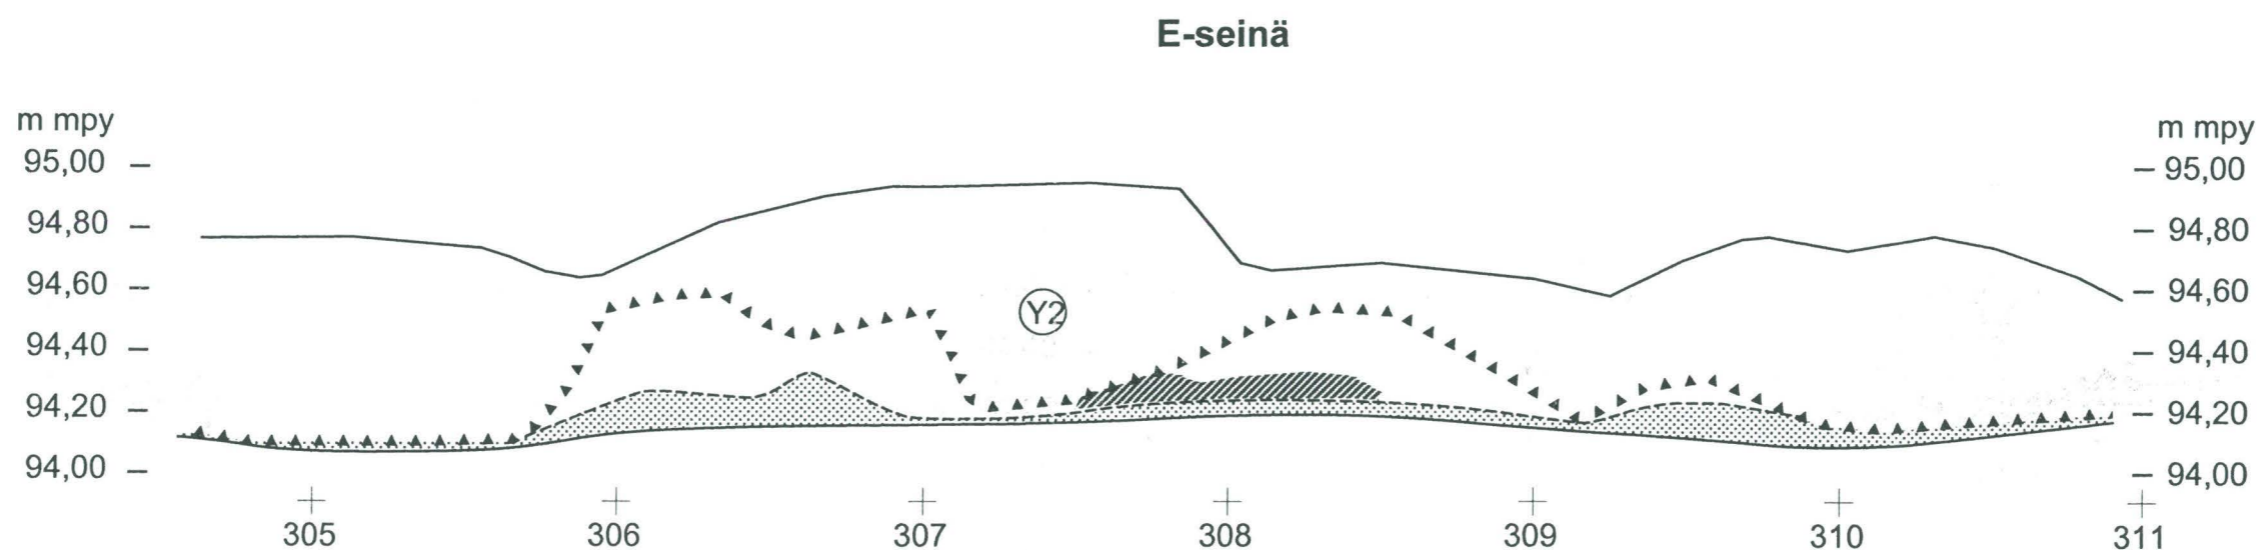 E-seinä
m mpy m mpy
95,00 – – 95,00
94,80 – – 94,80
94,60 – – 94,60
Y2
94,40 – – 94,40
94,20 – – 94,20
94,00 – – 94,00
305 306 307 308 309 310 311